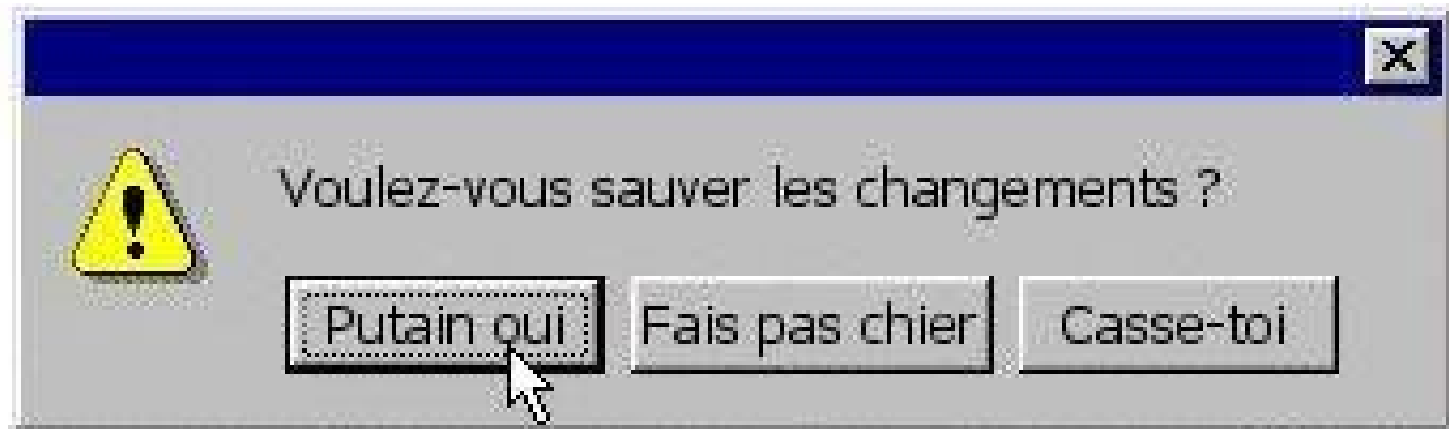 Voulez-vous sauver les changements ?
Putain oui Fais pas chier Casse-toi